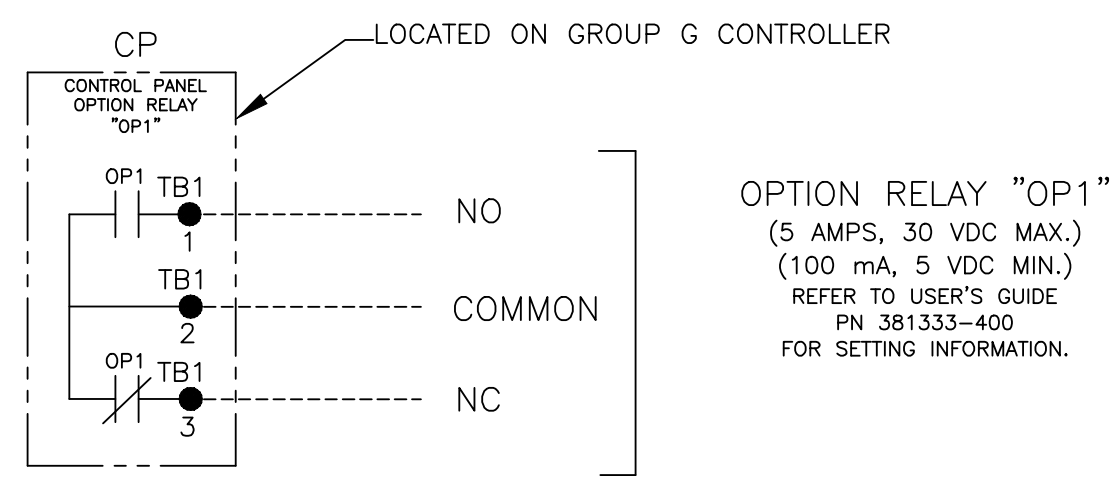 CP
LOCATED ON GROUP G CONTROLLER
CONTROL PANEL
OPTION RELAY
"OP1"
OP1
TB1
1
NO
TB1
2
COMMON
OP1
TB1
3
NC
OPTION RELAY "OP1"
(5 AMPS, 30 VDC MAX.)
(100 mA, 5 VDC MIN.)
REFER TO USER'S GUIDE
PN 381333-400
FOR SETTING INFORMATION.